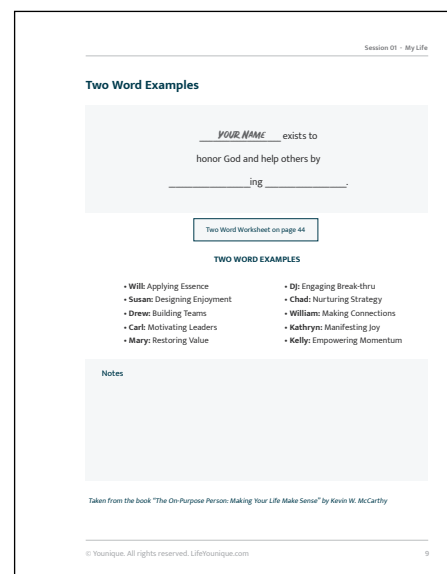 Session 01 · My Life
Two Word Examples
YOUR NAME exists to
honor God and help others by
________________ing ________________.
Two Word Worksheet on page 44
TWO WORD EXAMPLES
• Will: Applying Essence
• Susan: Designing Enjoyment
• Drew: Building Teams
• Carl: Motivating Leaders
• Mary: Restoring Value
• DJ: Engaging Break-thru
• Chad: Nurturing Strategy
• William: Making Connections
• Kathryn: Manifesting Joy
• Kelly: Empowering Momentum
Notes
Taken from the book "The On-Purpose Person: Making Your Life Make Sense" by Kevin W. McCarthy
© Younique. All rights reserved. LifeYounique.com
9